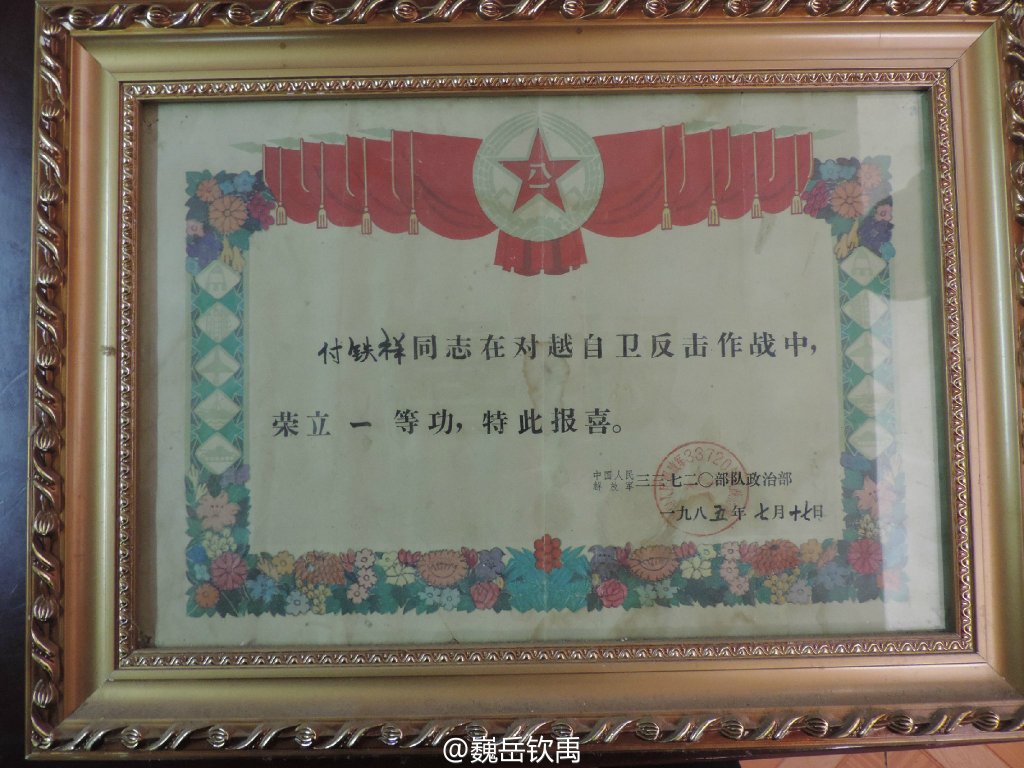 八一
付铁祥同志在对越自卫反击作战中，
荣立 一 等功，特此报喜。
中国人民解放军三三七二〇部队政治部
一九八五年七月十七日
@巍岳钦禹